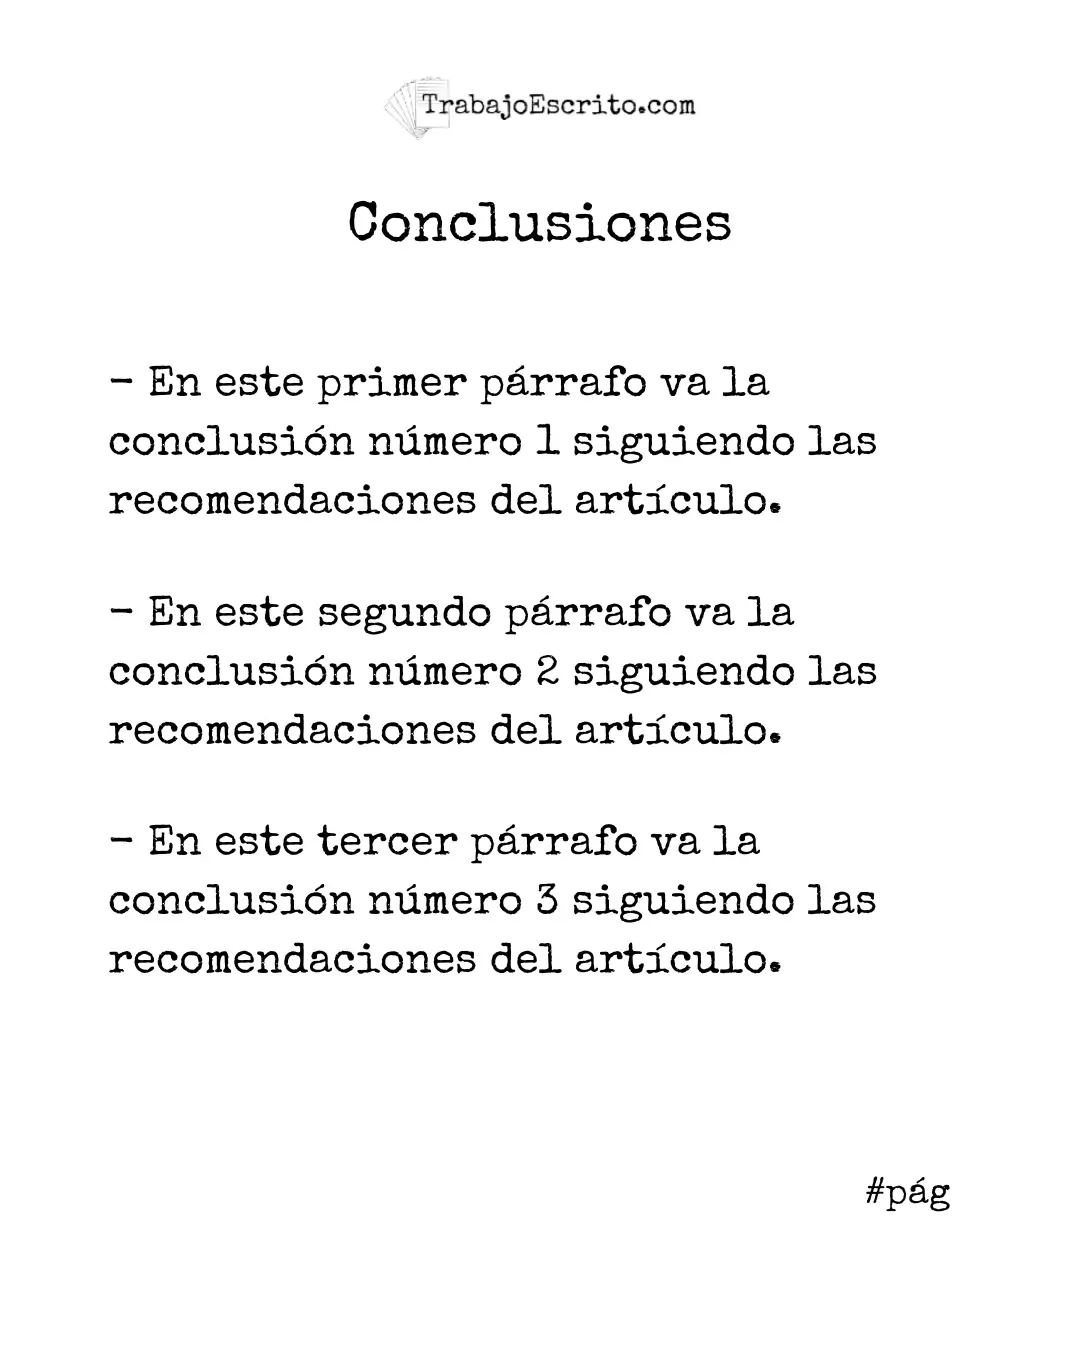 TrabajoEscrito.com
Conclusiones
- En este primer párrafo va la
conclusión número 1 siguiendo las
recomendaciones del artículo.
- En este segundo párrafo va la
conclusión número 2 siguiendo las
recomendaciones del artículo.
- En este tercer párrafo va la
conclusión número 3 siguiendo las
recomendaciones del artículo.
#pág